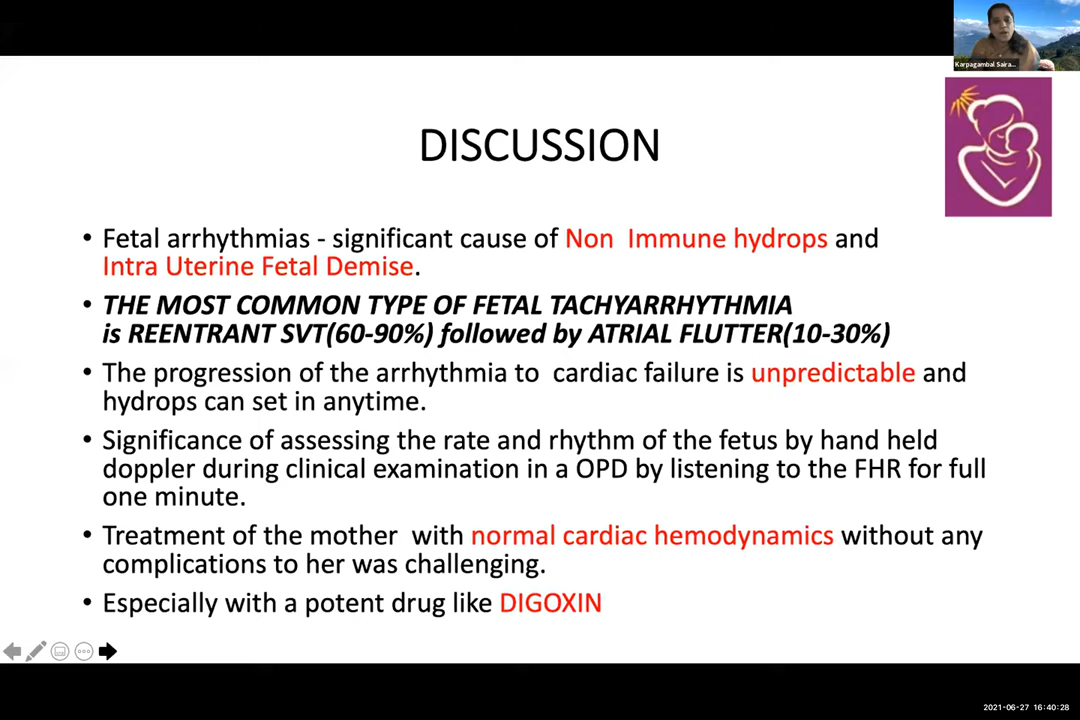 Karpagambal Saira...
DISCUSSION
• Fetal arrhythmias - significant cause of Non Immune hydrops and
Intra Uterine Fetal Demise.
• THE MOST COMMON TYPE OF FETAL TACHYARRHYTHMIA
is REENTRANT SVT(60-90%) followed by ATRIAL FLUTTER(10-30%)
• The progression of the arrhythmia to cardiac failure is unpredictable and
hydrops can set in anytime.
• Significance of assessing the rate and rhythm of the fetus by hand held
doppler during clinical examination in a OPD by listening to the FHR for full
one minute.
• Treatment of the mother with normal cardiac hemodynamics without any
complications to her was challenging.
• Especially with a potent drug like DIGOXIN
2021-06-27 16:40:28